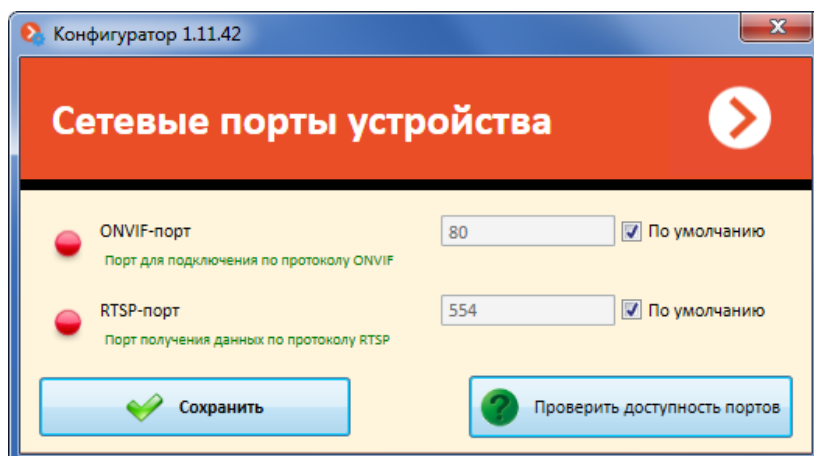 Конфигуратор 1.11.42
Сетевые порты устройства
ONVIF-порт
80
По умолчанию
Порт для подключения по протоколу ONVIF
RTSP-порт
554
По умолчанию
Порт получения данных по протоколу RTSP
Сохранить
Проверить доступность портов